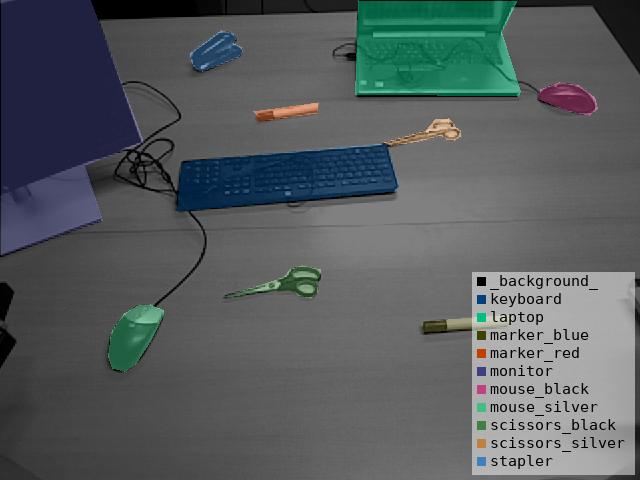 _background_
keyboard
laptop
marker_blue
marker_red
monitor
mouse_black
mouse_silver
scissors_black
scissors_silver
stapler